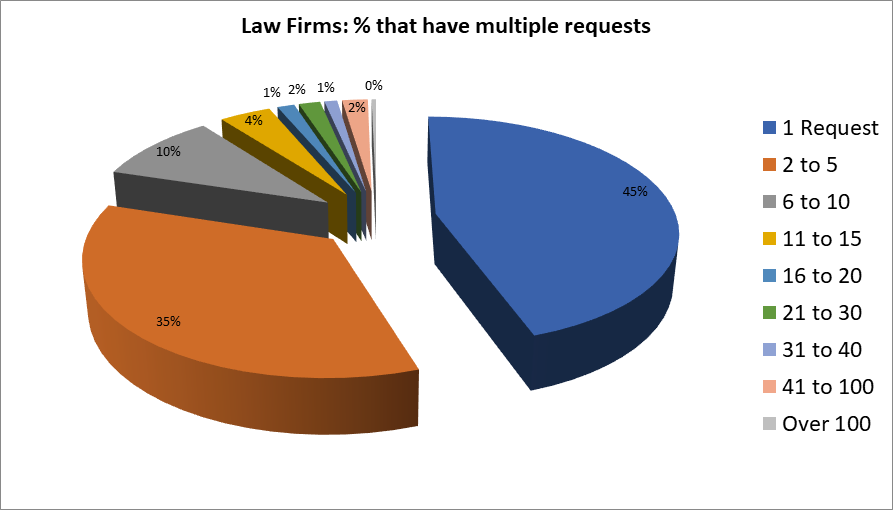 Law Firms: % that have multiple requests
1% 2% 1% 0%
4% 2%
10%
45%
35%
1 Request
2 to 5
6 to 10
11 to 15
16 to 20
21 to 30
31 to 40
41 to 100
Over 100